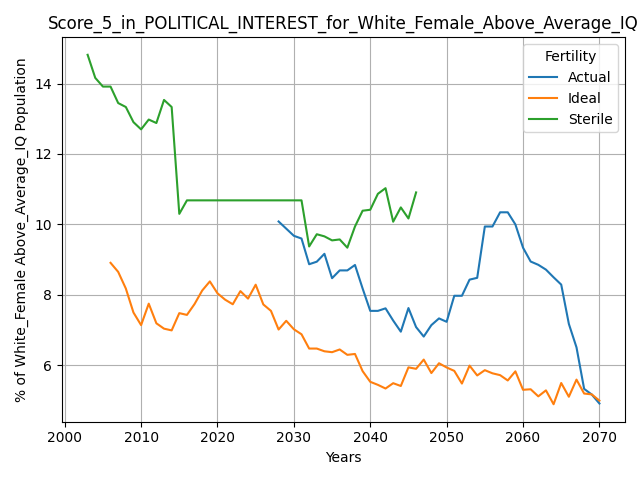 Score_5_in_POLITICAL_INTEREST_for_White_Female_Above_Average_IQ
% of White_Female Above_Average_IQ Population
14
12
10
8
6
Fertility
Actual
Ideal
Sterile
2000 2010 2020 2030 2040 2050 2060 2070
Years